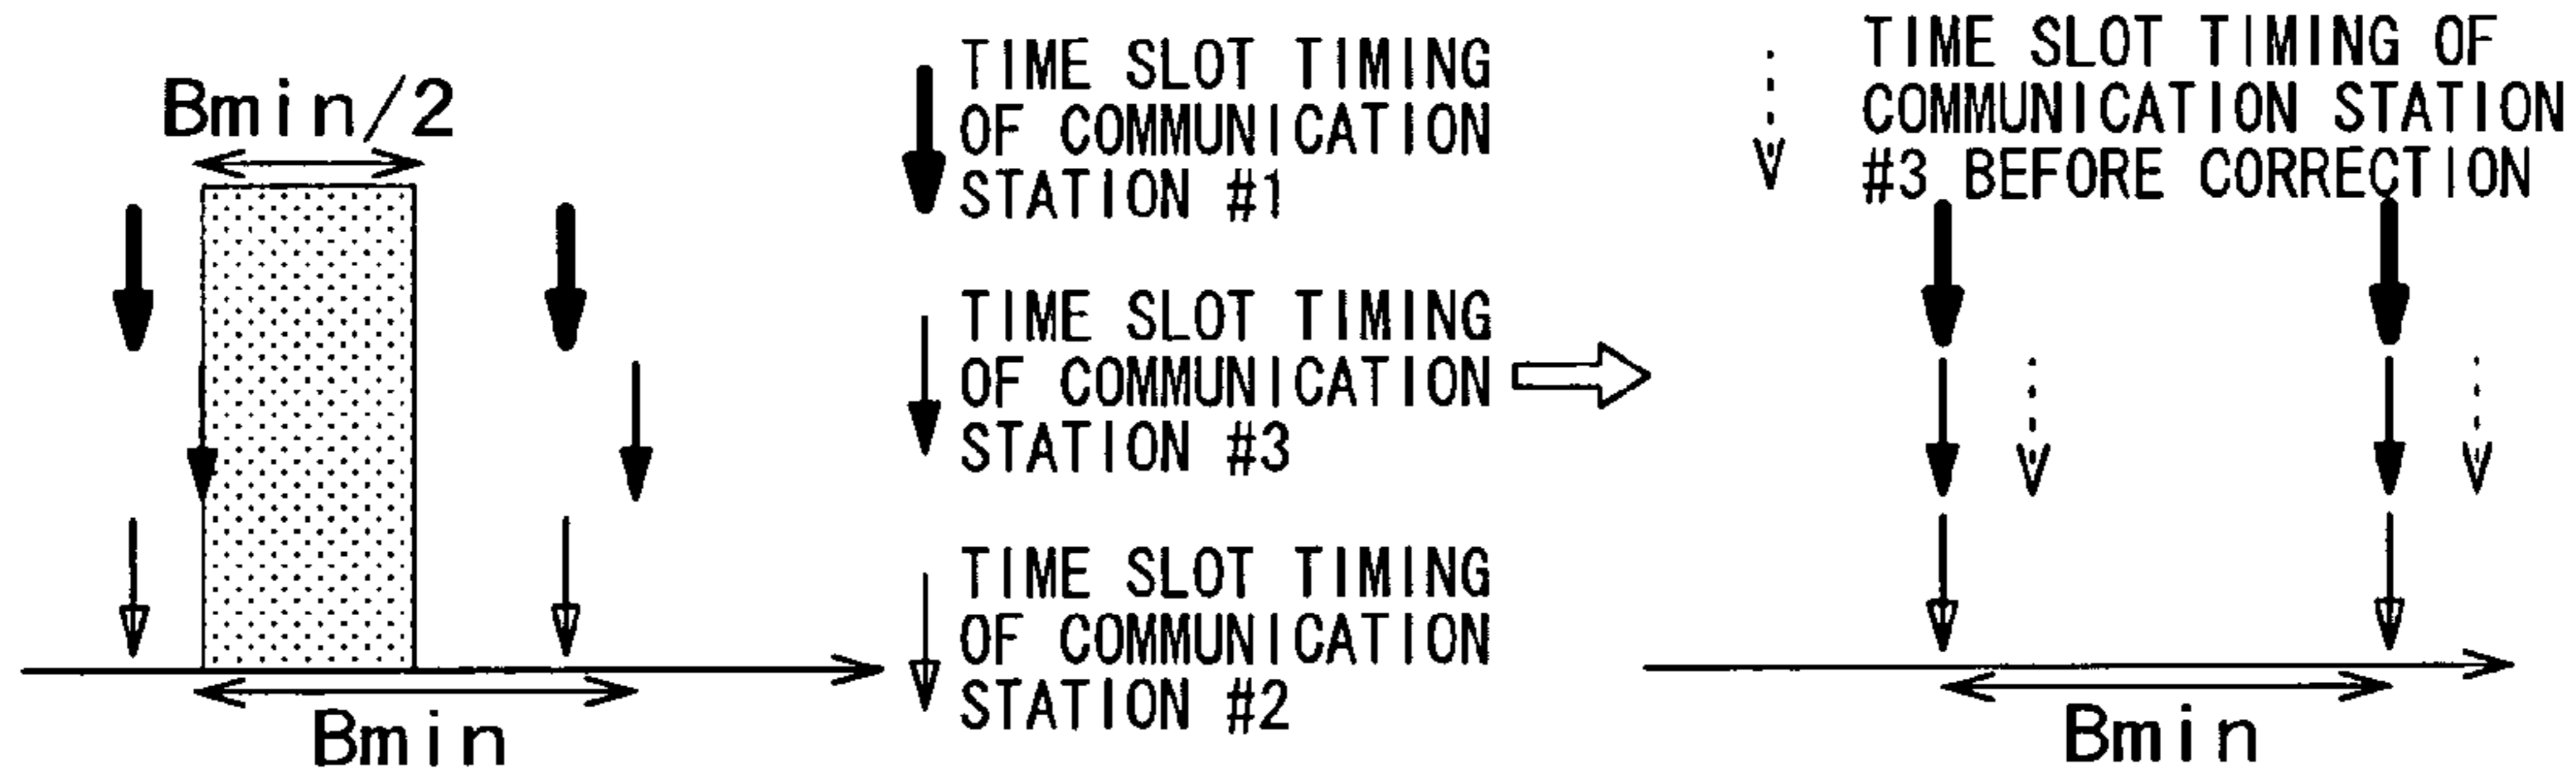 Bmin/2
Bmin
TIME SLOT TIMING
OF COMMUNICATION
STATION #1
TIME SLOT TIMING
OF COMMUNICATION
STATION #3
TIME SLOT TIMING
OF COMMUNICATION
STATION #2
TIME SLOT TIMING OF
COMMUNICATION STATION
#3 BEFORE CORRECTION
Bmin